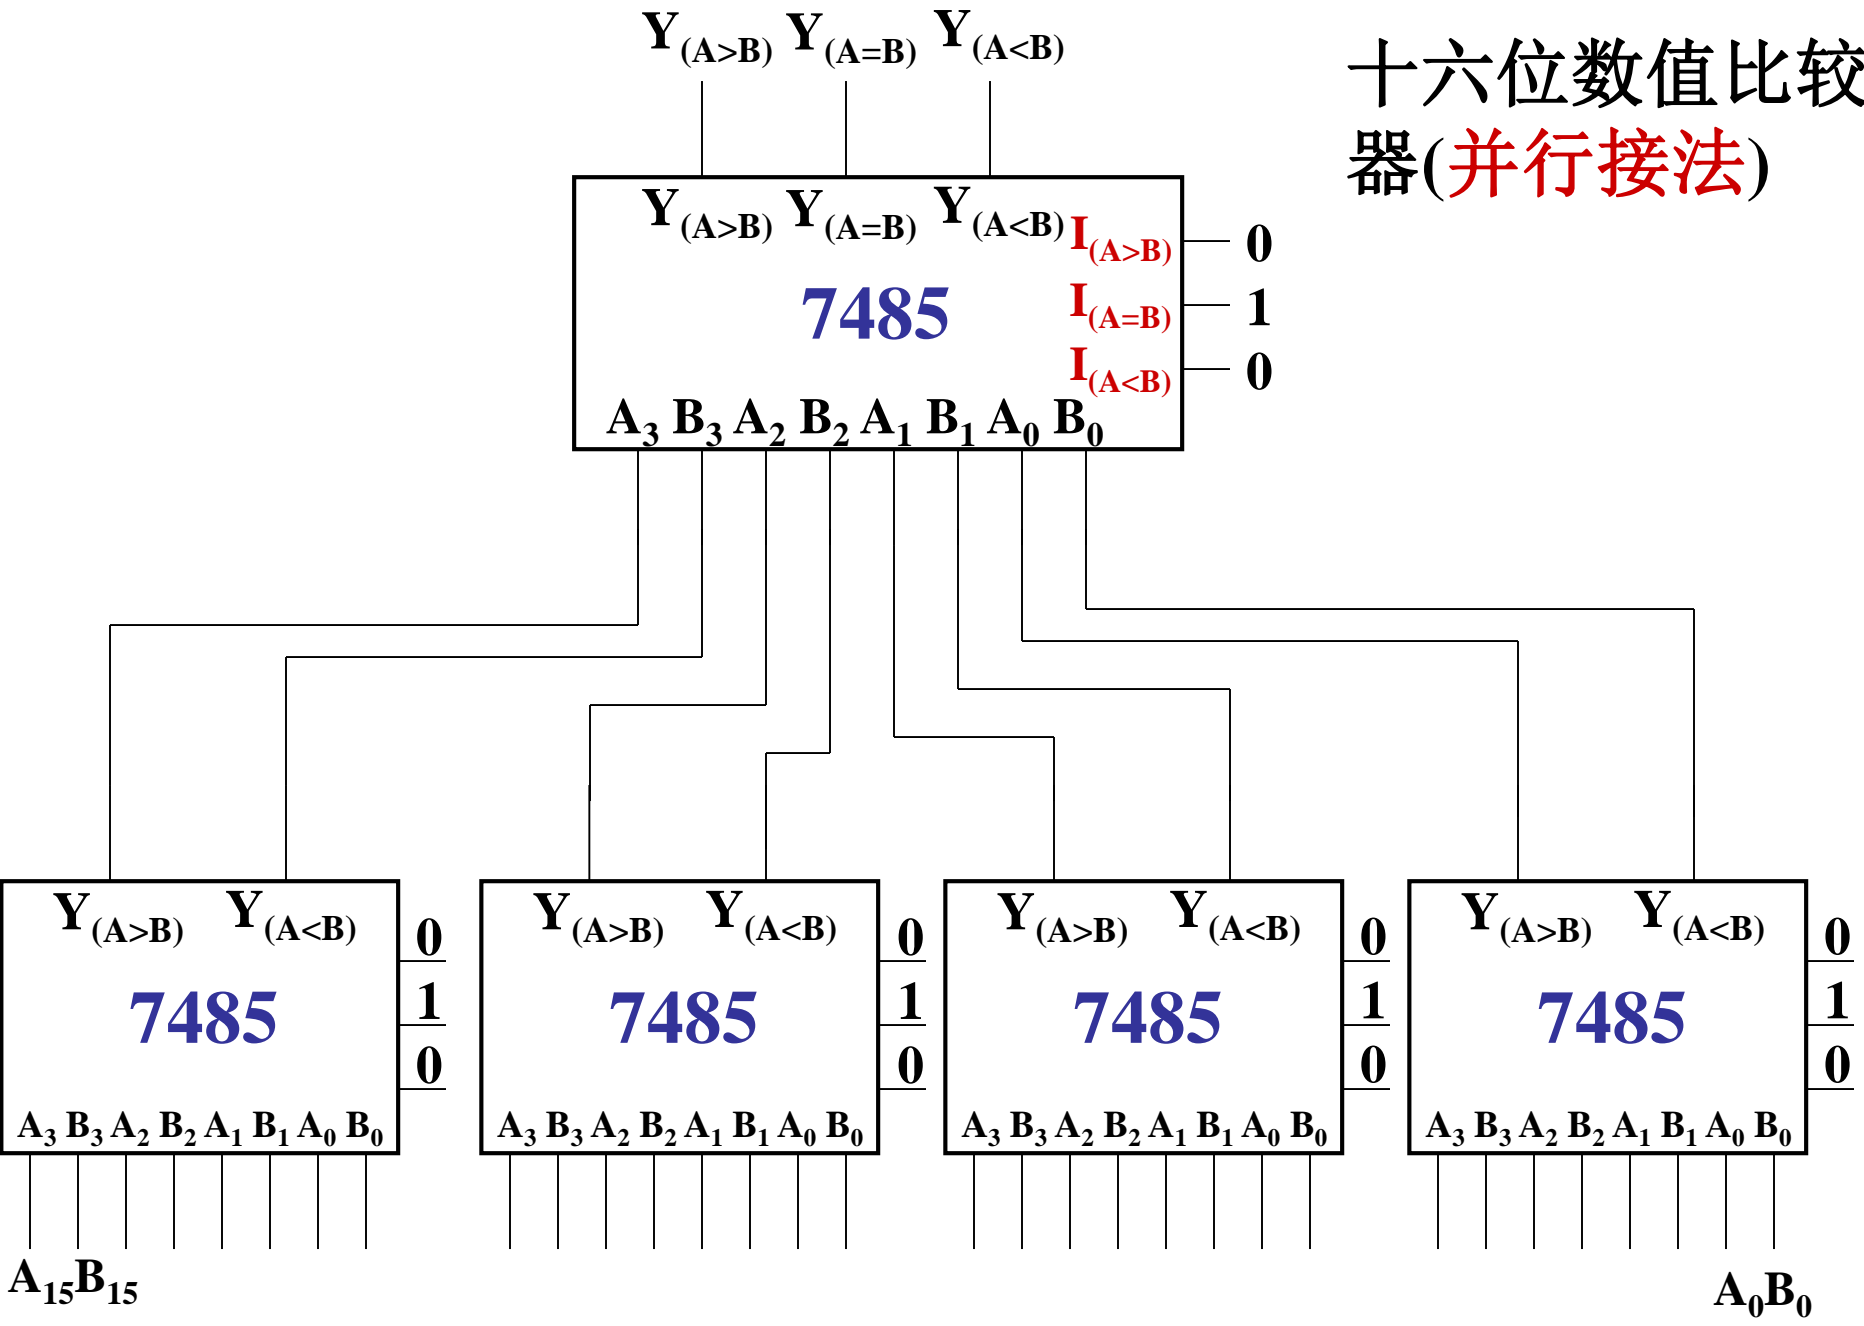 Y(A>B) Y(A=B) Y(A<B)
十六位数值比较
器(并行接法)
Y(A>B) Y(A=B) Y(A<B)
I(A>B) 0
7485
I(A=B) 1
I(A<B) 0
A3 B3 A2 B2 A1 B1 A0 B0
Y(A>B) Y(A<B)
0
7485
1
0
A3 B3 A2 B2 A1 B1 A0 B0
Y(A>B) Y(A<B)
0
7485
1
0
A3 B3 A2 B2 A1 B1 A0 B0
Y(A>B) Y(A<B)
0
7485
1
0
A3 B3 A2 B2 A1 B1 A0 B0
Y(A>B) Y(A<B)
0
7485
1
0
A3 B3 A2 B2 A1 B1 A0 B0
A15B15
A0B0